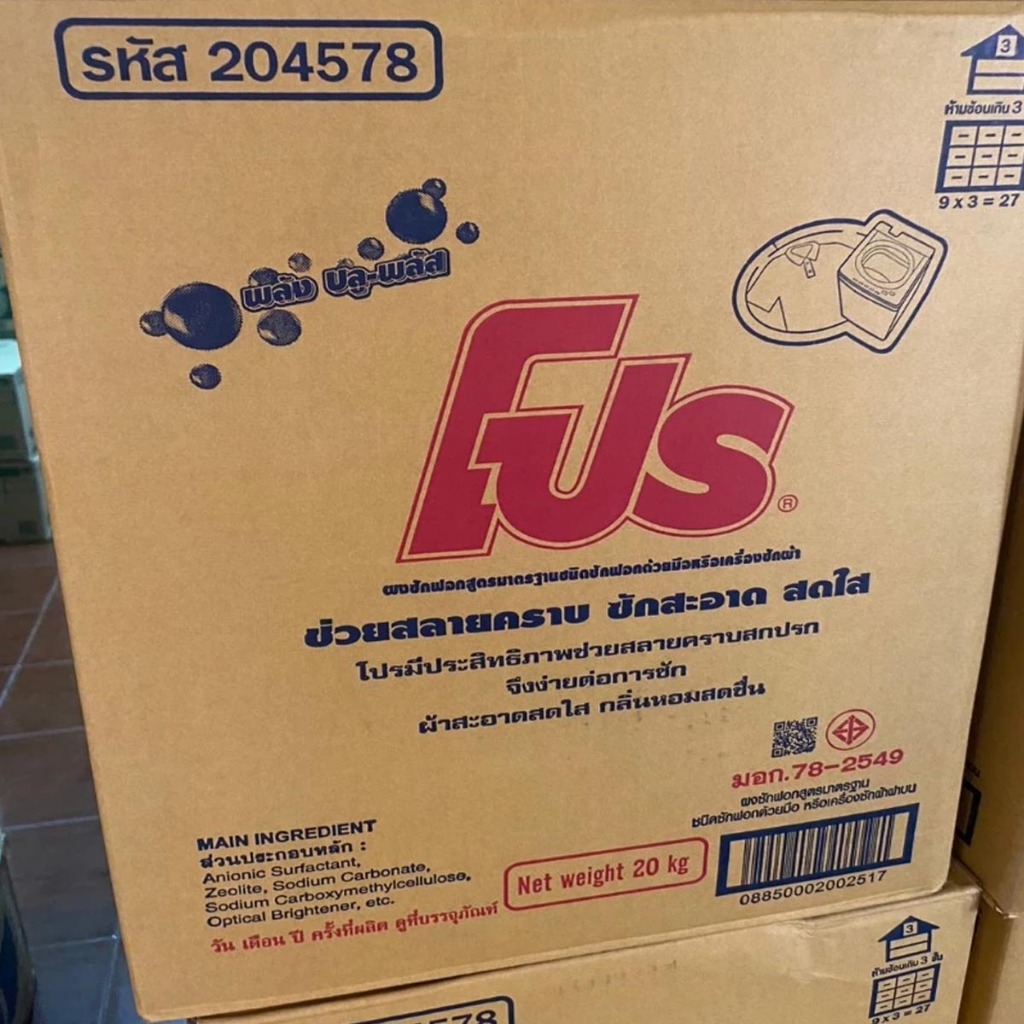 รหัส 204578
3
ห้ามซ้อนเกิน 3
9 x 3 = 27
พลัง บลู-พลัส
โปร ®
ผงซักฟอกสูตรมาตรฐานชนิดซักฟอกด้วยมือหรือเครื่องซักผ้า
ช่วยสลายคราบ ซักสะอาด สดใส
โปรมีประสิทธิภาพช่วยสลายคราบสกปรก
จึงง่ายต่อการซัก
ผ้าสะอาดสดใส กลิ่นหอมสดชื่น
มอก.78-2549
ผงซักฟอกสูตรมาตรฐาน
ชนิดซักฟอกด้วยมือ หรือเครื่องซักผ้าฝาบน
MAIN INGREDIENT
ส่วนประกอบหลัก :
Anionic Surfactant,
Zeolite, Sodium Carbonate,
Sodium Carboxymethylcellulose,
Optical Brightener, etc.
วัน เดือน ปี ครั้งที่ผลิต ดูที่บรรจุภัณฑ์
Net weight 20 kg
08850002002517
3
ห้ามซ้อนเกิน 3 ชั้น
9 x 3 = 27
204578